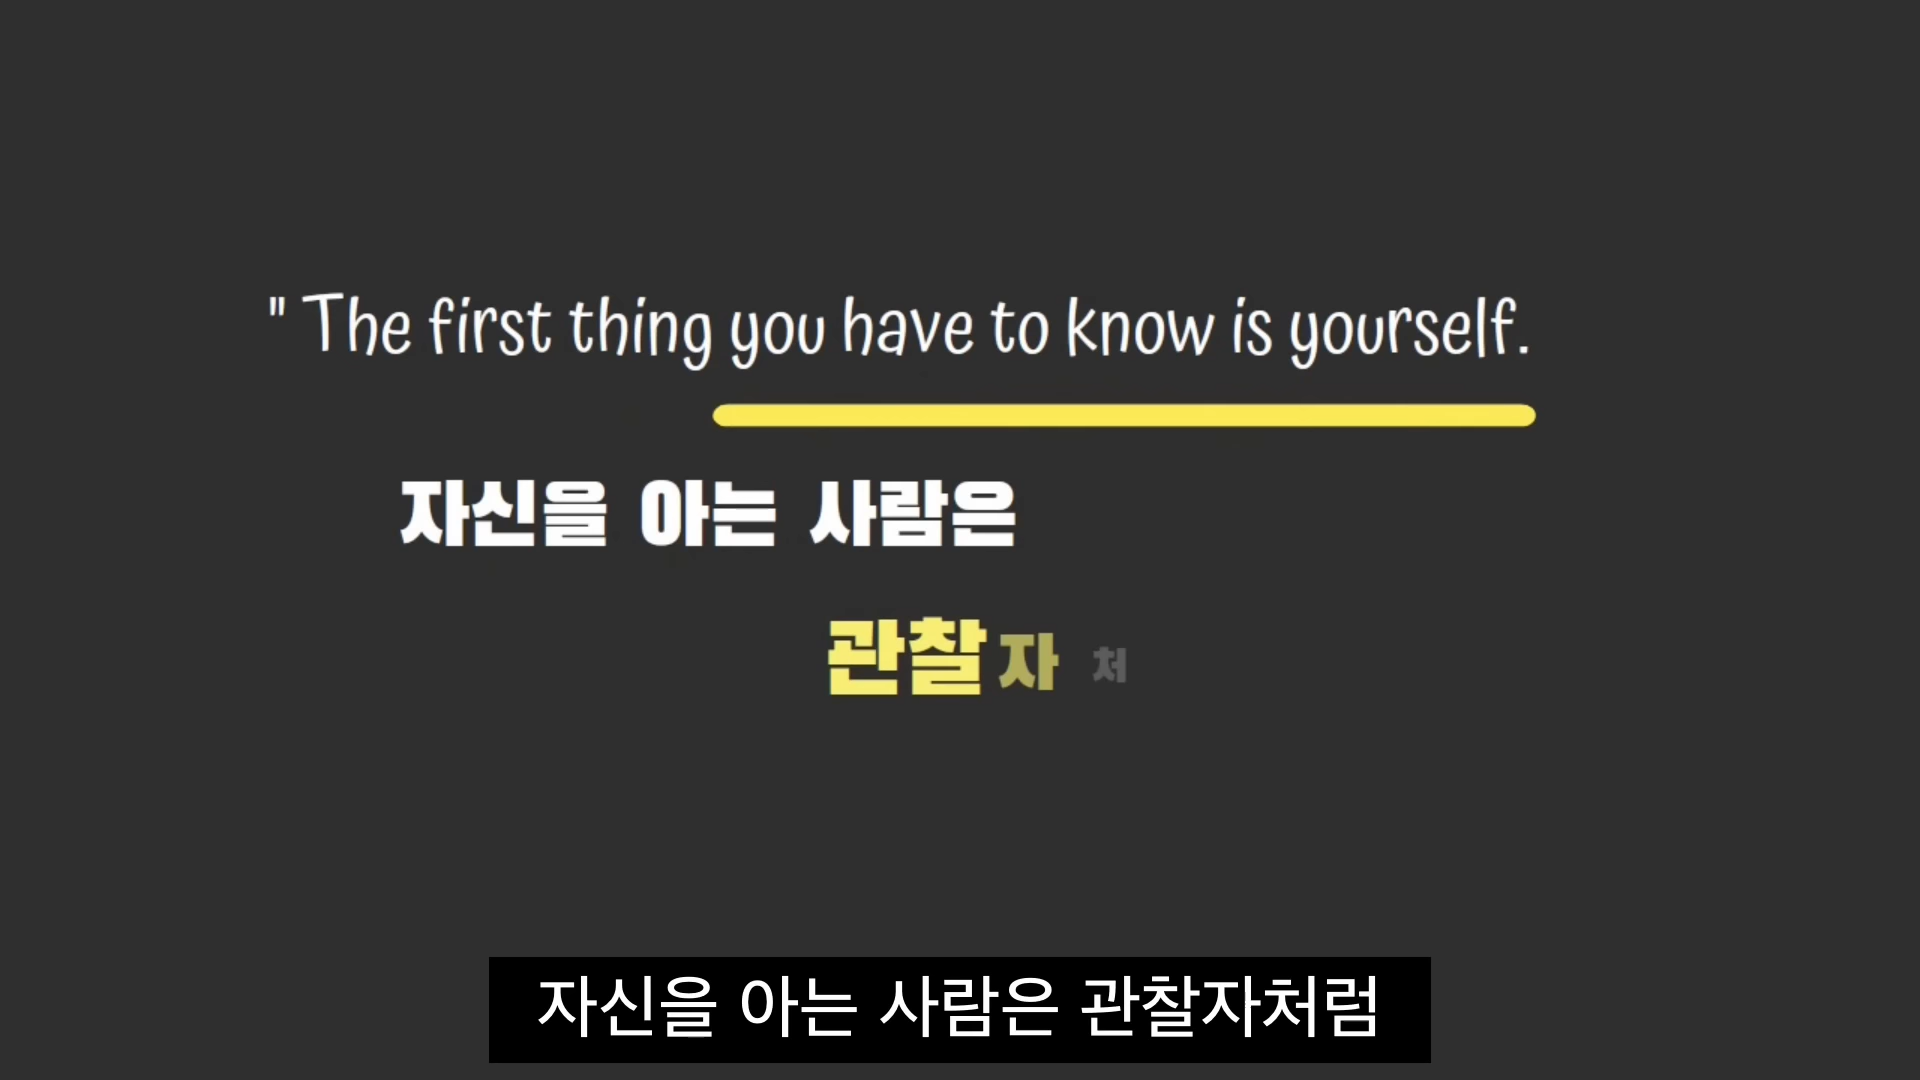 " The first thing you have to know is yourself.
자신을 아는 사람은
관찰자 처
자신을 아는 사람은 관찰자처럼